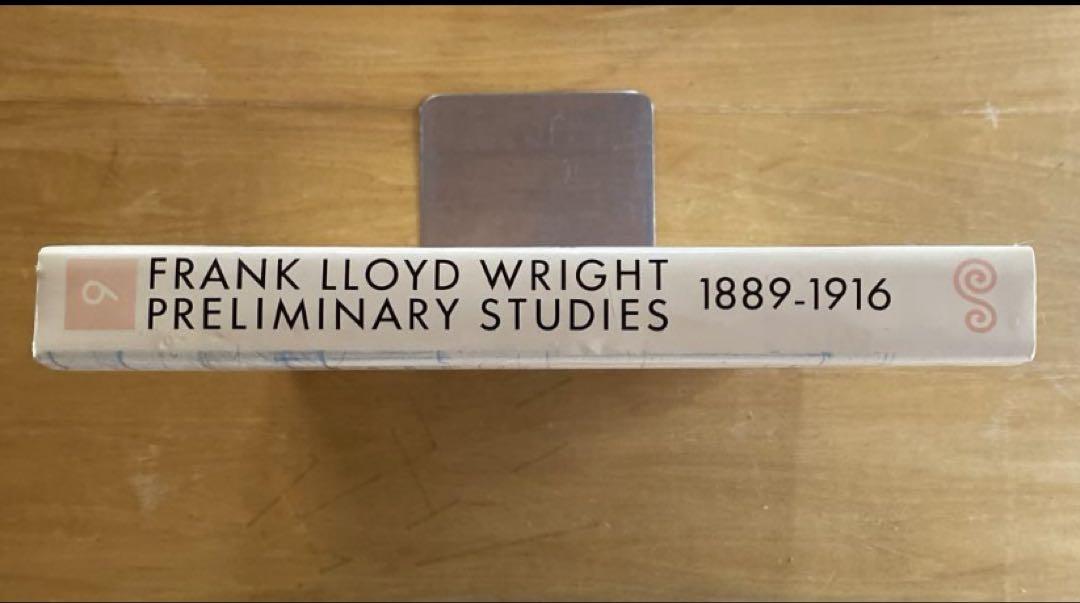 9
FRANK LLOYD WRIGHT
PRELIMINARY STUDIES
1889-1916